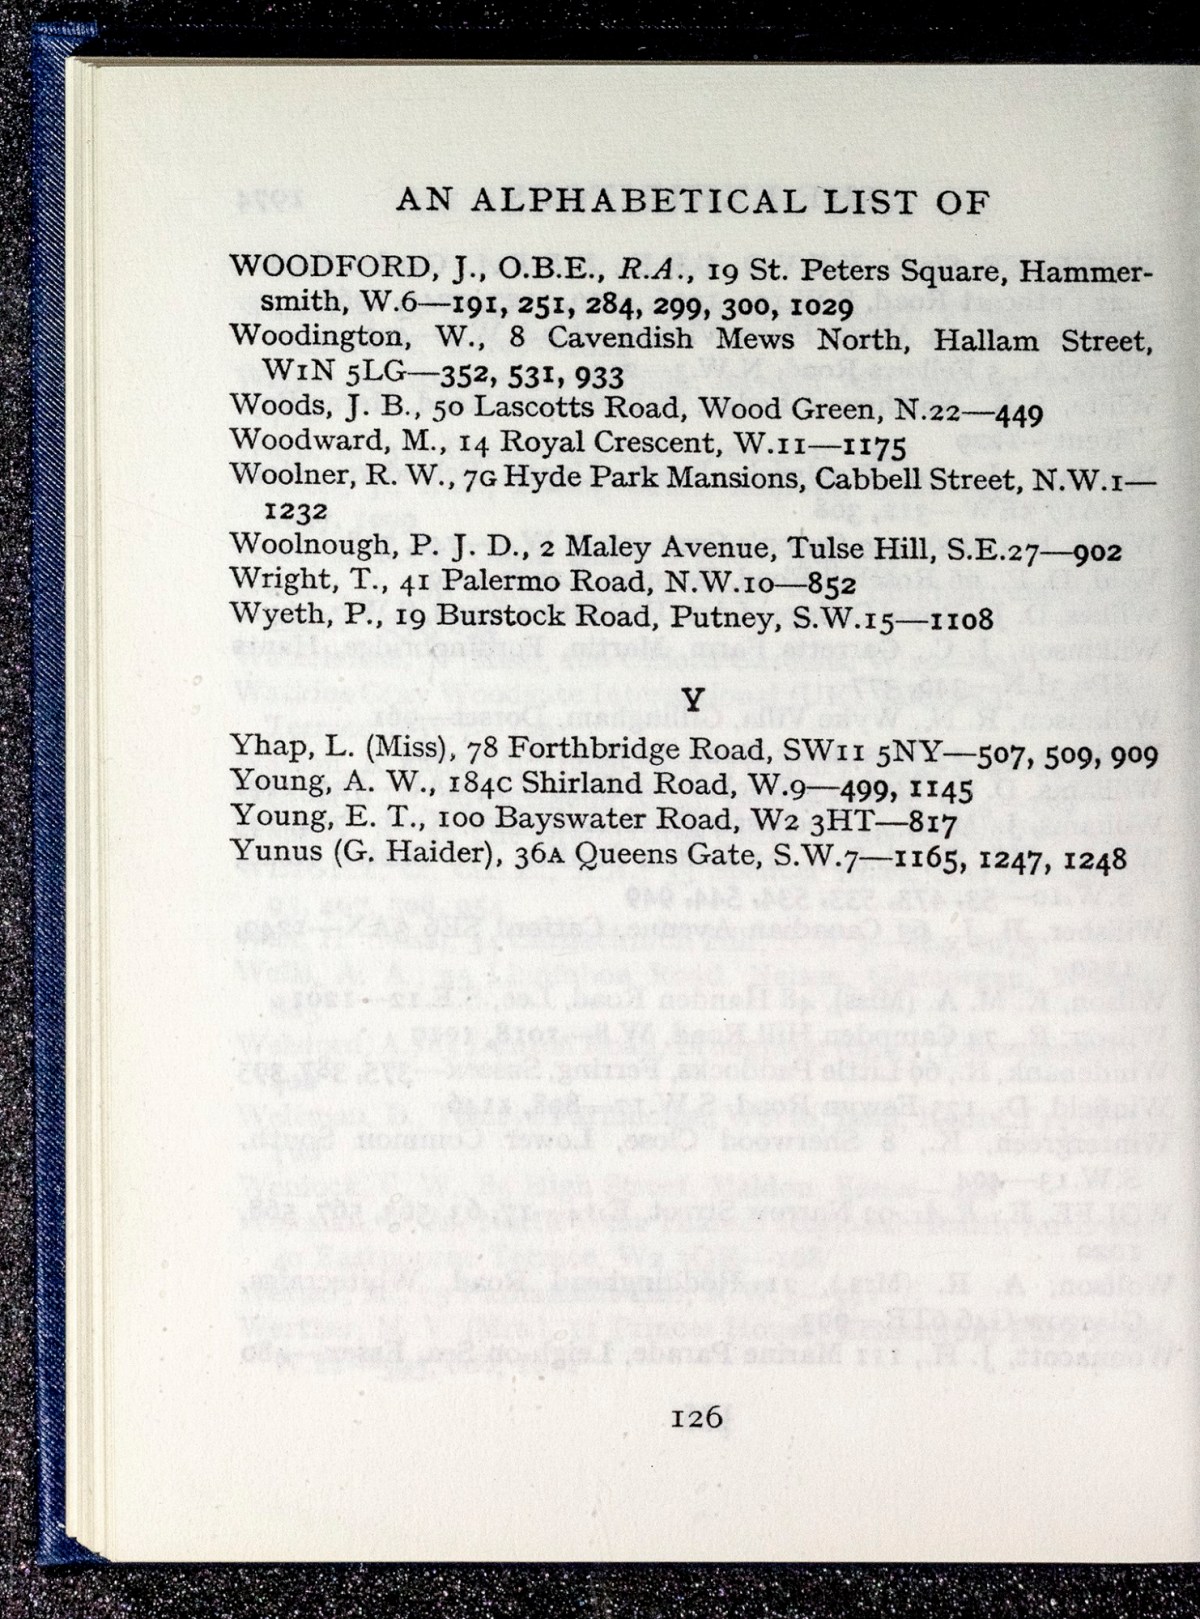 AN ALPHABETICAL LIST OF
WOODFORD, J., O.B.E., R.A., 19 St. Peters Square, Hammer-
smith, W.6—191, 251, 284, 299, 300, 1029
Woodington, W., 8 Cavendish Mews North, Hallam Street,
W1N 5LG—352, 531, 933
Woods, J. B., 50 Lascotts Road, Wood Green, N.22—449
Woodward, M., 14 Royal Crescent, W.11—1175
Woolner, R. W., 7G Hyde Park Mansions, Cabbell Street, N.W.1—
1232
Woolnough, P. J. D., 2 Maley Avenue, Tulse Hill, S.E.27—902
Wright, T., 41 Palermo Road, N.W.10—852
Wyeth, P., 19 Burstock Road, Putney, S.W.15—1108
Y
Yhap, L. (Miss), 78 Forthbridge Road, SW11 5NY—507, 509, 909
Young, A. W., 184C Shirland Road, W.9—499, 1145
Young, E. T., 100 Bayswater Road, W2 3HT—817
Yunus (G. Haider), 36A Queens Gate, S.W.7—1165, 1247, 1248
126